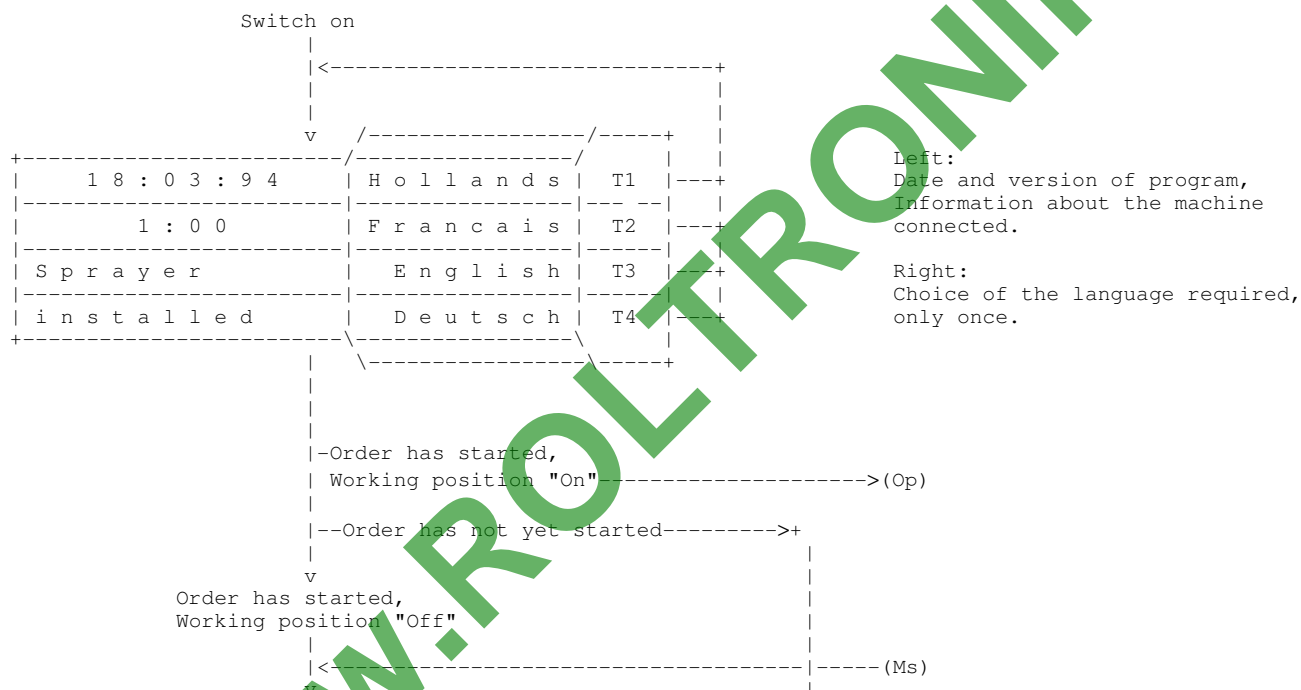 Switch on
18:03:94 Hollands T1
1:00 Francais T2
Sprayer English T3
installed Deutsch T4
Left:
Date and version of program,
Information about the machine
connected.
Right:
Choice of the language required,
only once.
-Order has started,
Working position "On"--------------------->(Op)
--Order has not yet started--------->+
Order has started,
Working position "Off"
(Ms)
w.ROLTRONI